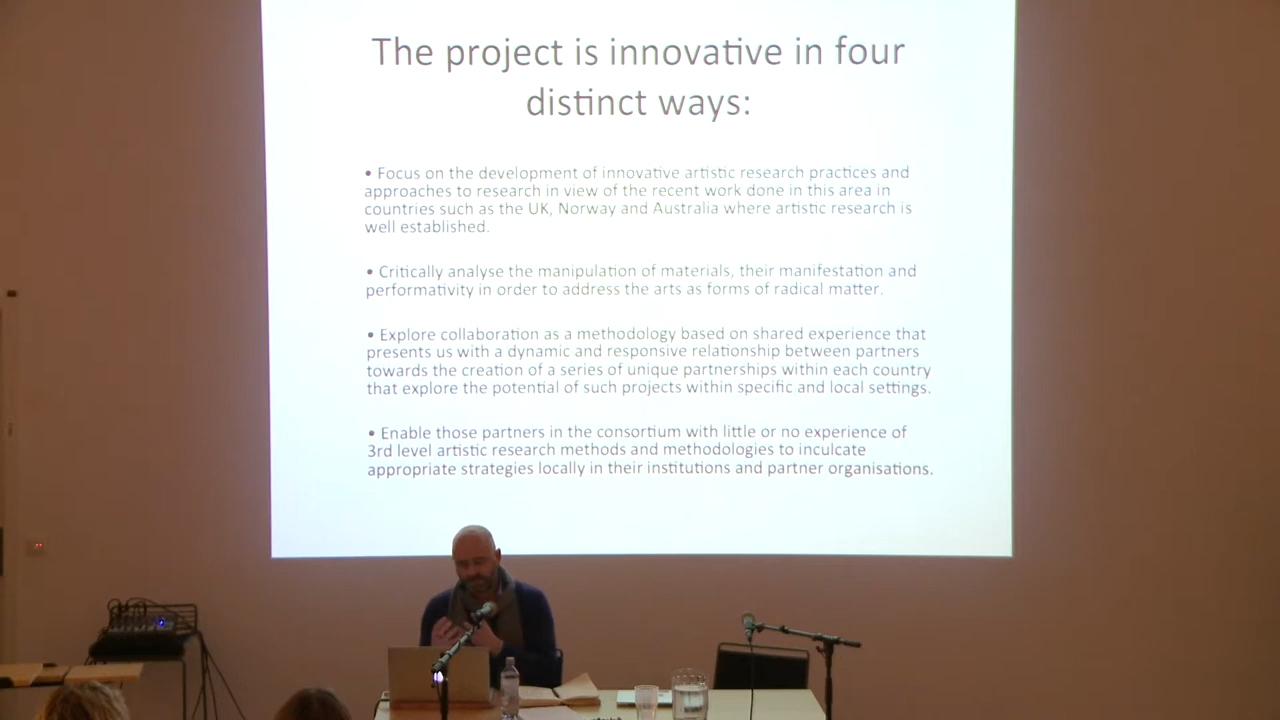 The project is innovative in four
distinct ways:
• Focus on the development of innovative artistic research practices and
approaches to research in view of the recent work done in this area in
countries such as the UK, Norway and Australia where artistic research is
well established.
• Critically analyse the manipulation of materials, their manifestation and
performativity in order to address the arts as forms of radical matter.
• Explore collaboration as a methodology based on shared experience that
presents us with a dynamic and responsive relationship between partners
towards the creation of a series of unique partnerships within each country
that explore the potential of such projects within specific and local settings.
• Enable those partners in the consortium with little or no experience of
3rd level artistic research methods and methodologies to inculcate
appropriate strategies locally in their institutions and partner organisations.